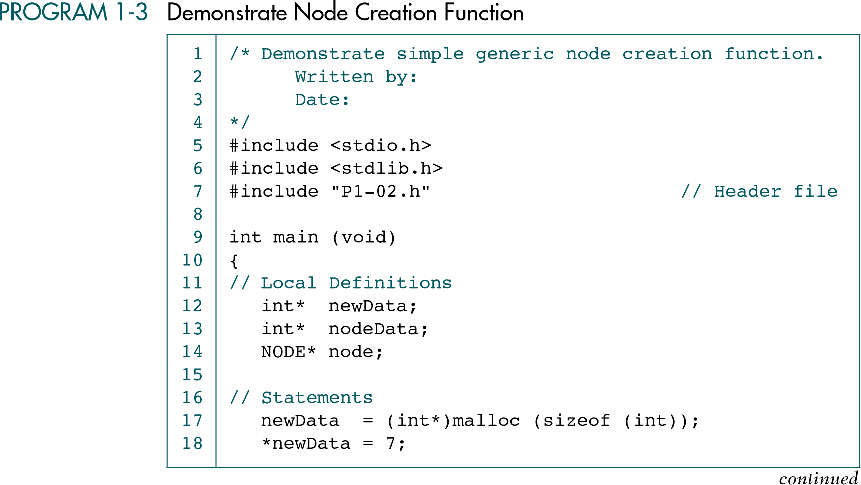 PROGRAM 1-3 Demonstrate Node Creation Function
1 /* Demonstrate simple generic node creation function.
2 Written by:
3 Date:
4 */
5 #include <stdio.h>
6 #include <stdlib.h>
7 #include "P1-02.h" // Header file
8
9 int main (void)
10 {
11 // Local Definitions
12 int* newData;
13 int* nodeData;
14 NODE* node;
15
16 // Statements
17 newData = (int*)malloc (sizeof (int));
18 *newData = 7;
continued